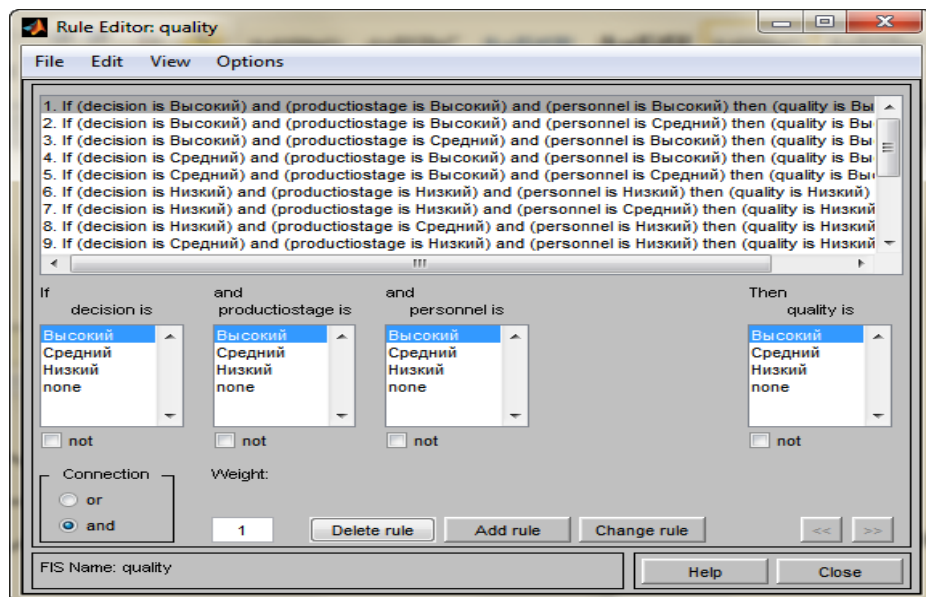 Rule Editor: quality
File Edit View Options
1. If (decision is Высокий) and (productiostage is Высокий) and (personnel is Высокий) then (quality is Вы
2. If (decision is Высокий) and (productiostage is Высокий) and (personnel is Средний) then (quality is Вы
3. If (decision is Высокий) and (productiostage is Средний) and (personnel is Высокий) then (quality is Вы
4. If (decision is Средний) and (productiostage is Высокий) and (personnel is Высокий) then (quality is Вы
5. If (decision is Средний) and (productiostage is Высокий) and (personnel is Средний) then (quality is Выс
6. If (decision is Низкий) and (productiostage is Низкий) and (personnel is Низкий) then (quality is Низкий)
7. If (decision is Низкий) and (productiostage is Низкий) and (personnel is Средний) then (quality is Низкий
8. If (decision is Низкий) and (productiostage is Средний) and (personnel is Низкий) then (quality is Низкий
9. If (decision is Средний) and (productiostage is Низкий) and (personnel is Низкий) then (quality is Низкий
If and and Then
decision is productiostage is personnel is quality is
Высокий Высокий Высокий Высокий
Средний Средний Средний Средний
Низкий Низкий Низкий Низкий
none none none none
not not not not
Connection Weight:
or
and 1 Delete rule Add rule Change rule << >>
FIS Name: quality Help Close